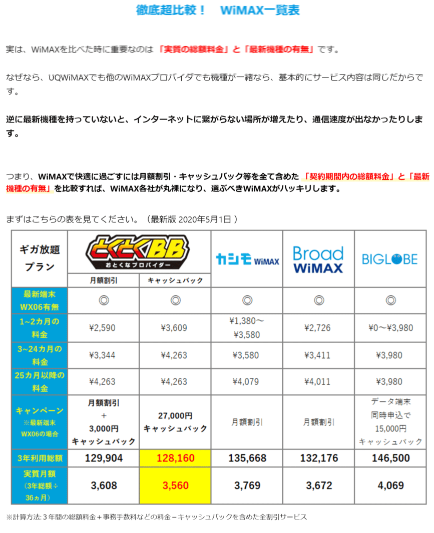 徹底超比較！　WiMAX一覧表
実は、WiMAXを比べた時に重要なのは「実質の総額料金」と「最新機種の有無」です。
なぜなら、UQWiMAXでも他のWiMAXプロバイダでも機種が一緒なら、基本的にサービス内容は同じだからで
す。
逆に最新機種を持っていないと、インターネットに繋がらない場所が増えたり、通信速度が出なかったりしま
す。
つまり、WiMAXで快適に過ごすには月額割引・キャッシュバック等を全て含めた「契約期間内の総額料金」と「最新
機種の有無」を比較すれば、WiMAX各社が丸裸になり、選ぶべきWiMAXがハッキリします。
まずはこちらの表を見てください。（最新版 2020年5月1日 ）
ギガ放題
プラン
とくとくBB
おとくなプロバイダー
月額割引
キャッシュバック
カシモ WiMAX
Broad
WiMAX
BIGLOBE
最新端末
WX06有無
◎ ◎ ◎ ◎ ◎
1~2カ月の
料金
¥2,590
¥3,609
¥1,380～
¥3,580
¥2,726
¥0～¥3,980
3~24カ月の
料金
¥3,344 ¥4,263 ¥3,580 ¥3,411 ¥3,980
25カ月以降の
料金
¥4,263 ¥4,263 ¥4,079 ¥4,011 ¥3,980
キャンペーン
※最新端末
WX06の場合
月額割引
+
3,000円
キャッシュバック
27,000円
キャッシュバック
月額割引
月額割引
データ端末
同時申込で
15,000円
キャッシュバック
3年利用総額
129,904 128,160 135,668 132,176 146,500
実質月額
（3年総額÷
36ヵ月）
3,608 3,560 3,769 3,672 4,069
※計算方法：３年間の総額料金＋事務手数料などの料金－キャッシュバックを含めた全割引サービス